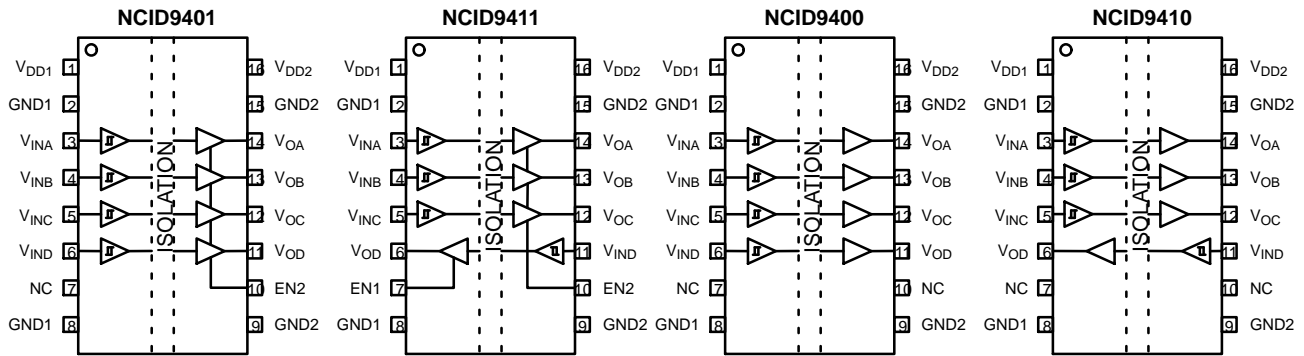 NCID9401
VDD1 1 16 VDD2
GND1 2 15 GND2
VINA 3 14 VOA
VINB 4 13 VOB
VINC 5 12 VOC
VIND 6 11 VOD
NC 7 10 EN2
GND1 8 9 GND2
ISOLATION
NCID9411
VDD1 1 16 VDD2
GND1 2 15 GND2
VINA 3 14 VOA
VINB 4 13 VOB
VINC 5 12 VOC
VOD 6 11 VIND
EN1 7 10 EN2
GND1 8 9 GND2
ISOLATION
NCID9400
VDD1 1 16 VDD2
GND1 2 15 GND2
VINA 3 14 VOA
VINB 4 13 VOB
VINC 5 12 VOC
VIND 6 11 VOD
NC 7 10 NC
GND1 8 9 GND2
ISOLATION
NCID9410
VDD1 1 16 VDD2
GND1 2 15 GND2
VINA 3 14 VOA
VINB 4 13 VOB
VINC 5 12 VOC
VOD 6 11 VIND
NC 7 10 NC
GND1 8 9 GND2
ISOLATION